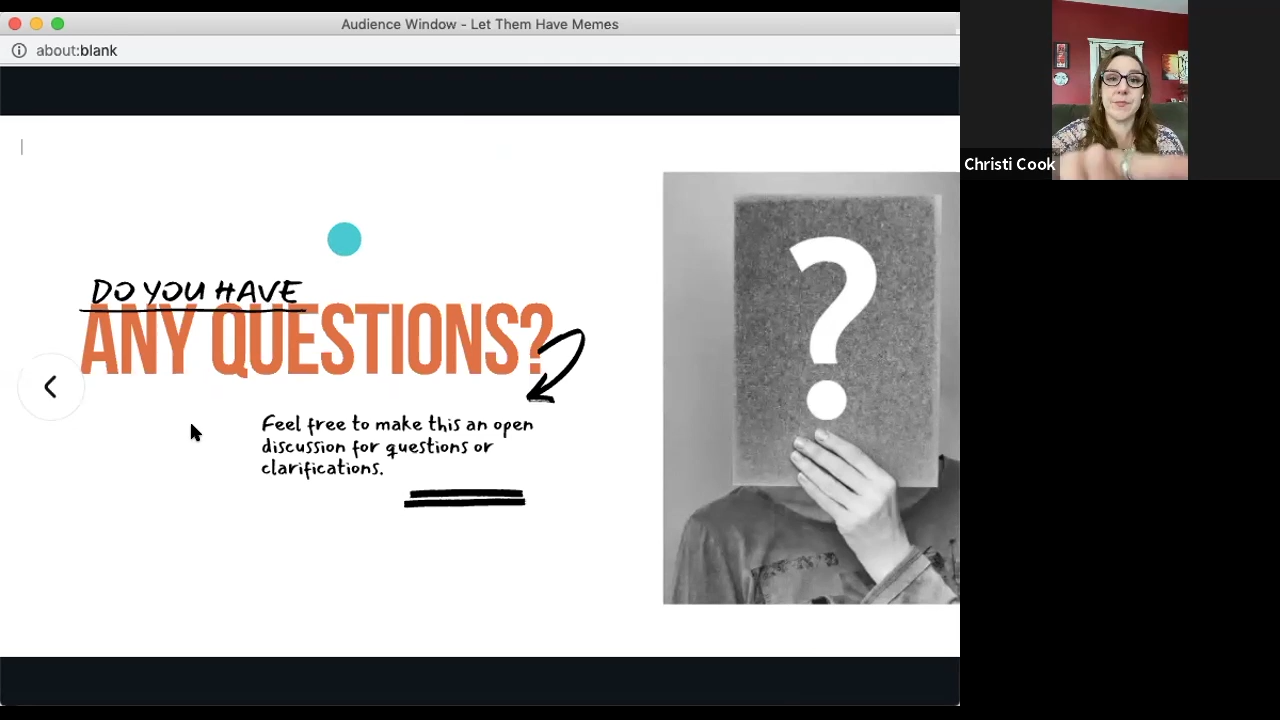 Audience Window - Let Them Have Memes
about:blank
Christi Cook
DO YOU HAVE
ANY QUESTIONS?
?
Feel free to make this an open
discussion for questions or
clarifications.